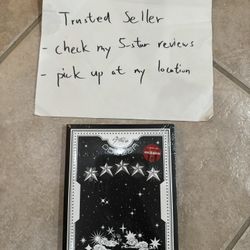 Trusted Seller
- check my 5-star reviews
- pick up at my location